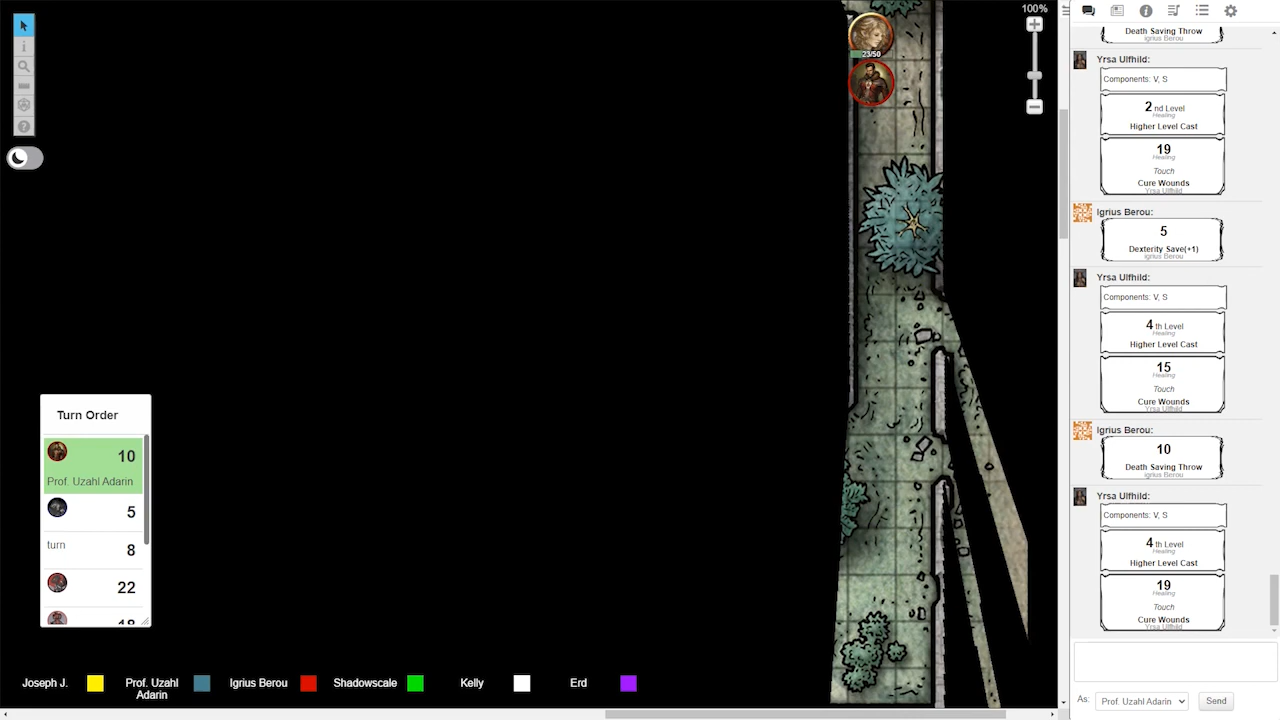 100%
23/50
Turn Order
10
Prof. Uzahl Adarin
5
turn
8
22
18
Joseph J.
Prof. Uzahl
Adarin
Igrius Berou
Shadowscale
Kelly
Erd
Death Saving Throw
Igrius Berou
Yrsa Ulfhild:
Components: V, S
2 nd Level
Healing
Higher Level Cast
19
Healing
Touch
Cure Wounds
Yrsa Ulfhild
Igrius Berou:
5
Dexterity Save(+1)
Igrius Berou
Yrsa Ulfhild:
Components: V, S
4 th Level
Healing
Higher Level Cast
15
Healing
Touch
Cure Wounds
Yrsa Ulfhild
Igrius Berou:
10
Death Saving Throw
Igrius Berou
Yrsa Ulfhild:
Components: V, S
4 th Level
Healing
Higher Level Cast
19
Healing
Touch
Cure Wounds
Yrsa Ulfhild
As:
Prof. Uzahl Adarin
Send